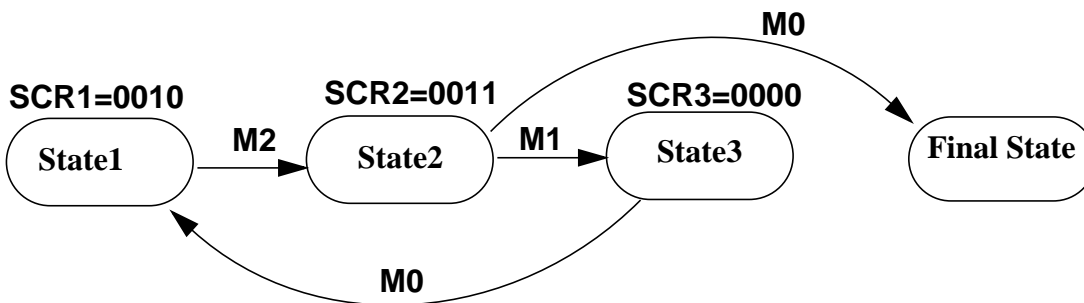 M0
SCR1=0010
SCR2=0011
SCR3=0000
State1
M2
State2
M1
State3
Final State
M0